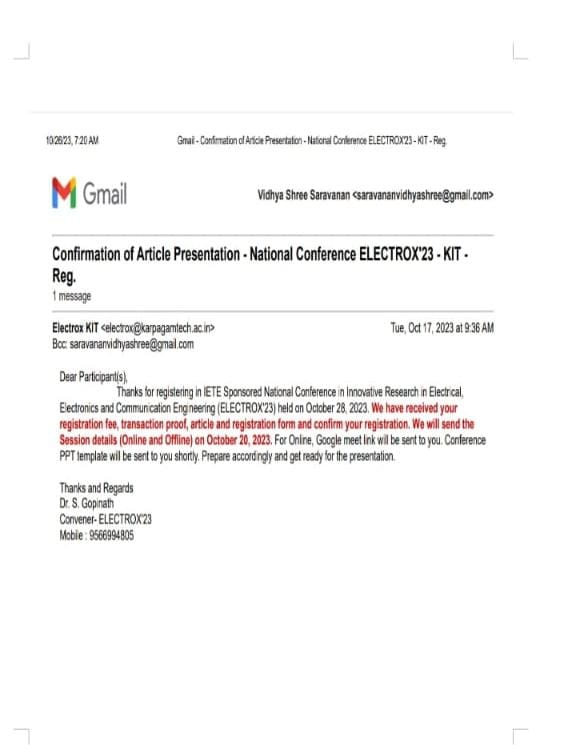 10/26/23, 7:20 AM Gmail - Confirmation of Article Presentation - National Conference ELECTROX'23 - KIT - Reg.
Gmail Vidhya Shree Saravanan <saravananvidhyashree@gmail.com>
Confirmation of Article Presentation - National Conference ELECTROX'23 - KIT -
Reg.
1 message
Electrox KIT <electrox@karpagamtech.ac.in> Tue, Oct 17, 2023 at 9:36 AM
Bcc: saravananvidhyashree@gmail.com
Dear Participant(s),
Thanks for registering in IETE Sponsored National Conference in Innovative Research in Electrical,
Electronics and Communication Engineering (ELECTROX'23) held on October 28, 2023. We have received your
registration fee, transaction proof, article and registration form and confirm your registration. We will send the
Session details (Online and Offline) on October 20, 2023. For Online, Google meet link will be sent to you. Conference
PPT template will be sent to you shortly. Prepare accordingly and get ready for the presentation.
Thanks and Regards
Dr. S. Gopinath
Convener- ELECTROX'23
Mobile : 9566994805